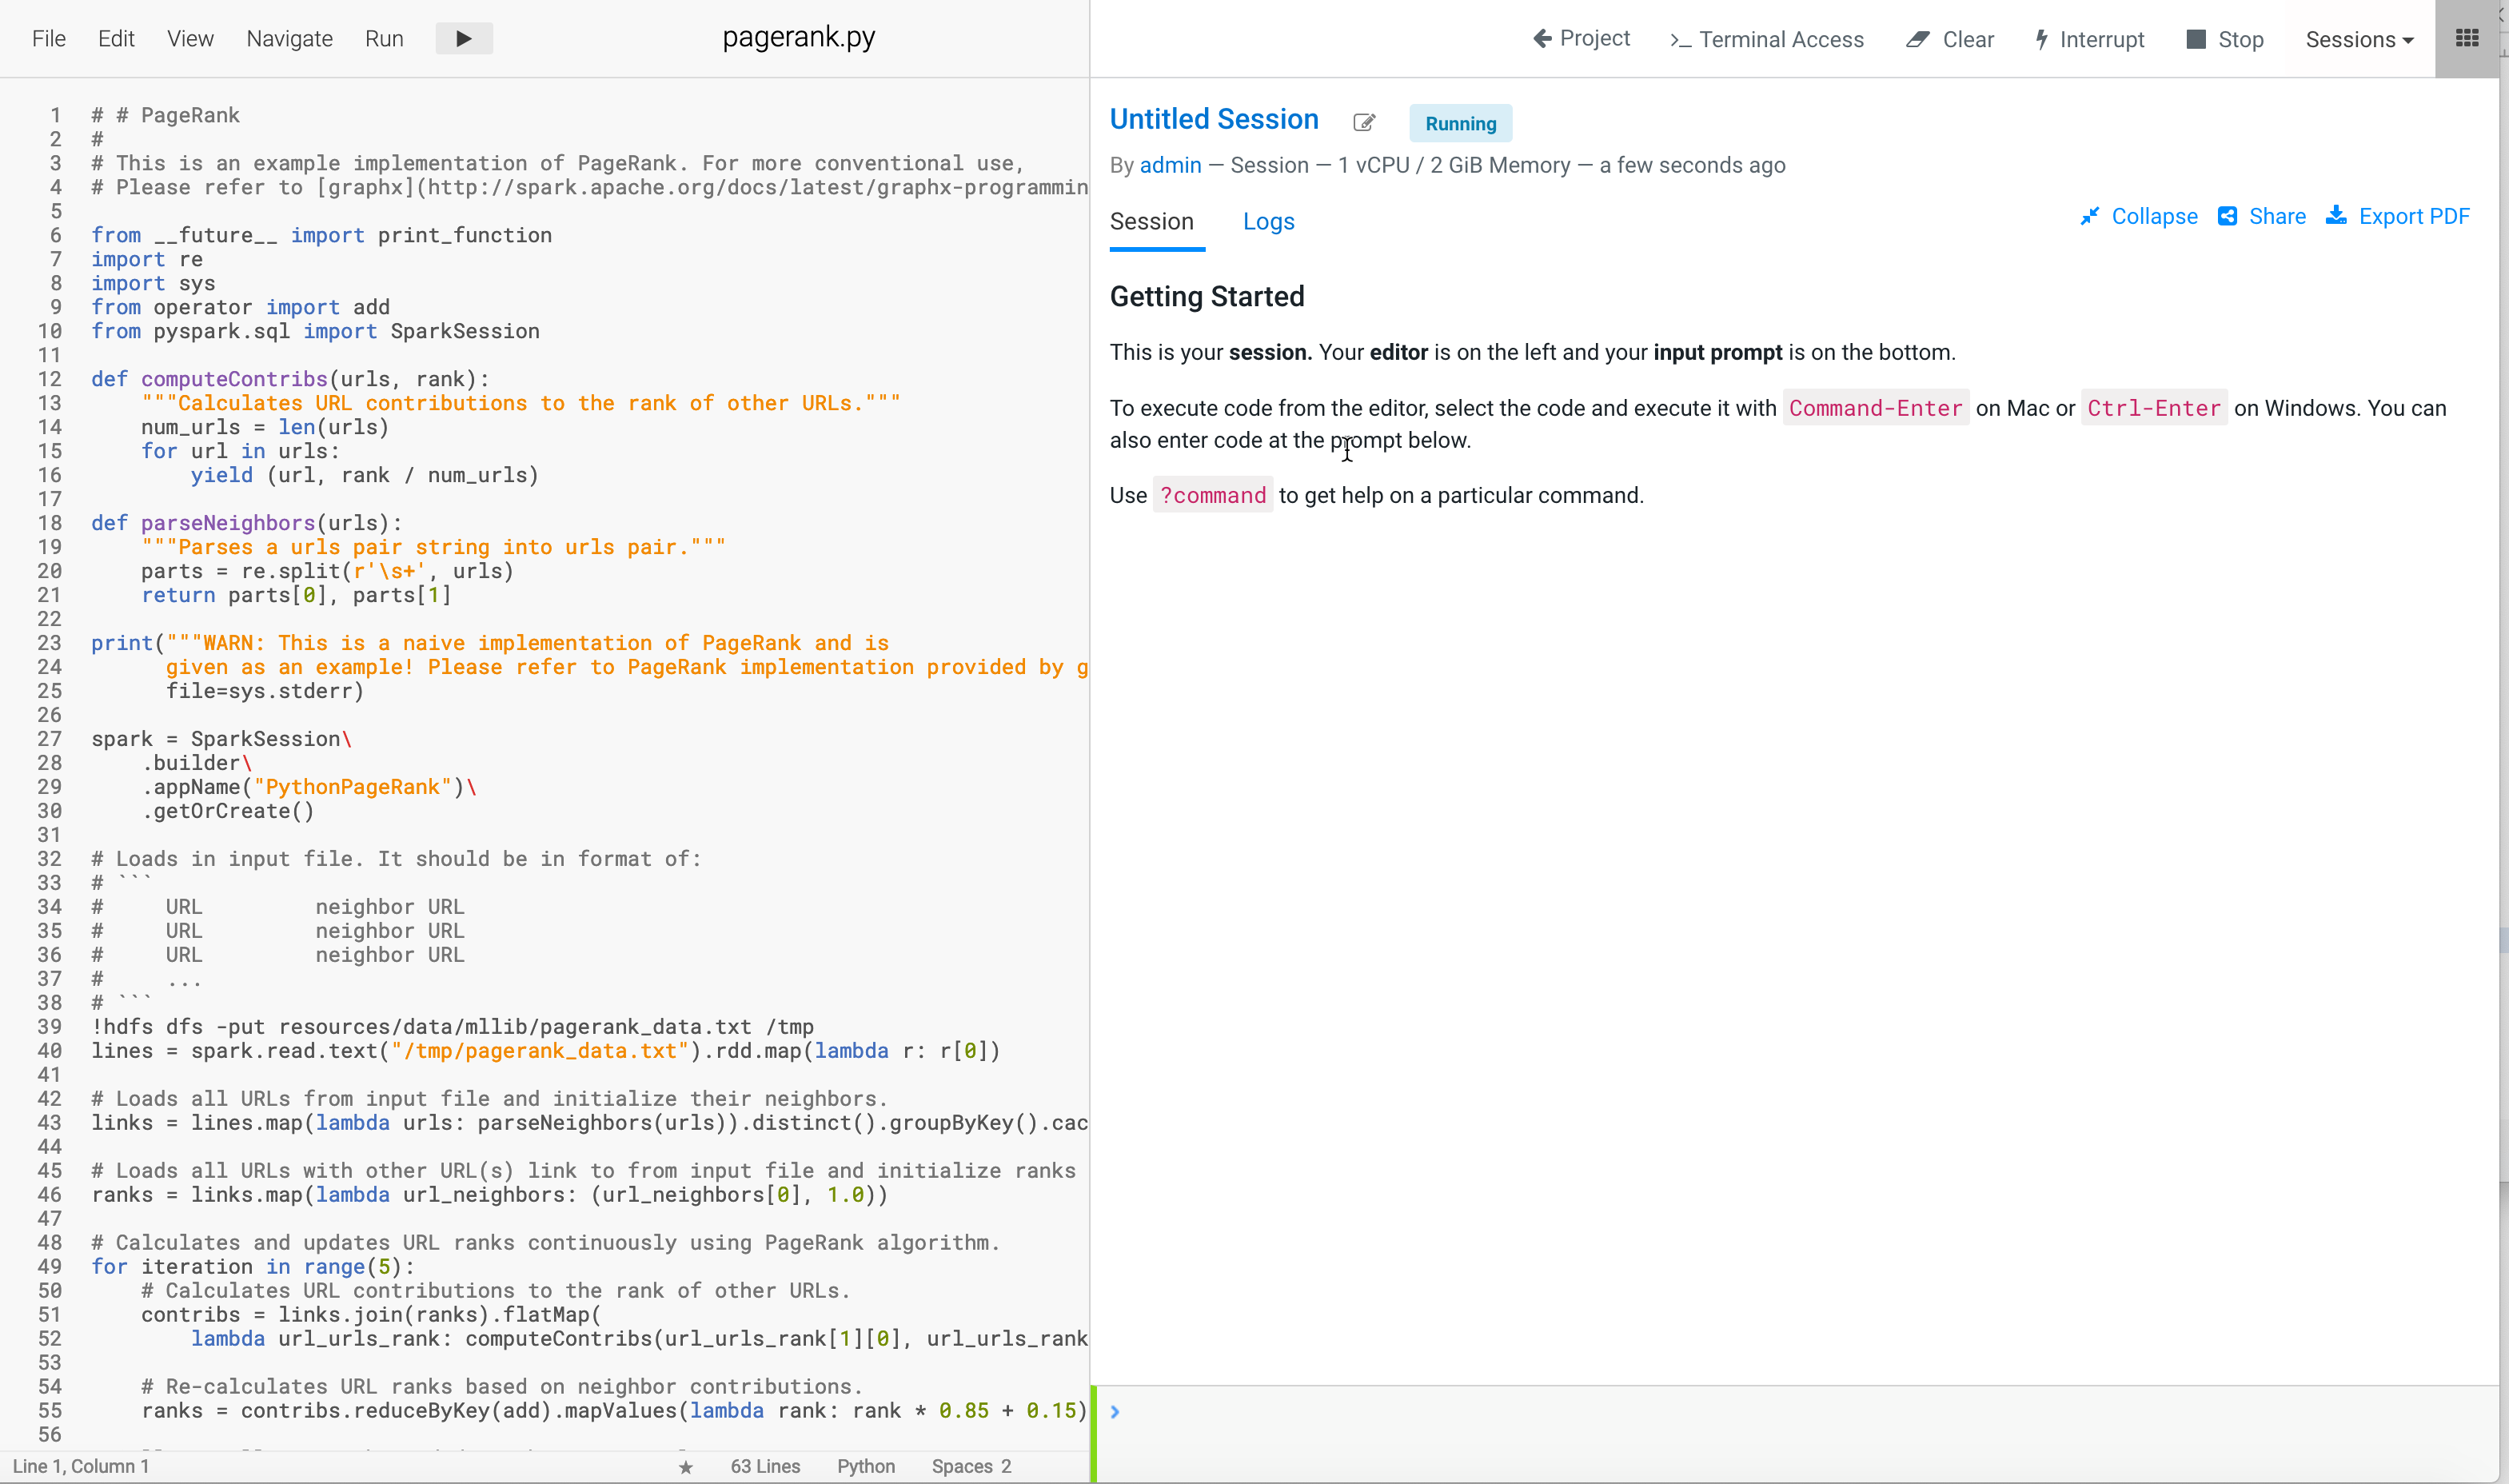 File Edit View Navigate Run
pagerank.py
Project >_ Terminal Access Clear Interrupt Stop Sessions
1 # # PageRank
2 #
3 # This is an example implementation of PageRank. For more conventional use,
4 # Please refer to [graphx](http://spark.apache.org/docs/latest/graphx-programmin
5
6 from __future__ import print_function
7 import re
8 import sys
9 from operator import add
10 from pyspark.sql import SparkSession
11
12 def computeContribs(urls, rank):
13     """Calculates URL contributions to the rank of other URLs."""
14     num_urls = len(urls)
15     for url in urls:
16         yield (url, rank / num_urls)
17
18 def parseNeighbors(urls):
19     """Parses a urls pair string into urls pair."""
20     parts = re.split(r'\s+', urls)
21     return parts[0], parts[1]
22
23 print("""WARN: This is a naive implementation of PageRank and is
24       given as an example! Please refer to PageRank implementation provided by g
25       file=sys.stderr)
26
27 spark = SparkSession\
28     .builder\
29     .appName("PythonPageRank")\
30     .getOrCreate()
31
32 # Loads in input file. It should be in format of:
33 # ```
34 #     URL         neighbor URL
35 #     URL         neighbor URL
36 #     URL         neighbor URL
37 #     ...
38 # ```
39 !hdfs dfs -put resources/data/mllib/pagerank_data.txt /tmp
40 lines = spark.read.text("/tmp/pagerank_data.txt").rdd.map(lambda r: r[0])
41
42 # Loads all URLs from input file and initialize their neighbors.
43 links = lines.map(lambda urls: parseNeighbors(urls)).distinct().groupByKey().cac
44
45 # Loads all URLs with other URL(s) link to from input file and initialize ranks
46 ranks = links.map(lambda url_neighbors: (url_neighbors[0], 1.0))
47
48 # Calculates and updates URL ranks continuously using PageRank algorithm.
49 for iteration in range(5):
50     # Calculates URL contributions to the rank of other URLs.
51     contribs = links.join(ranks).flatMap(
52         lambda url_urls_rank: computeContribs(url_urls_rank[1][0], url_urls_rank
53
54     # Re-calculates URL ranks based on neighbor contributions.
55     ranks = contribs.reduceByKey(add).mapValues(lambda rank: rank * 0.85 + 0.15)
56
Line 1, Column 1 ★ 63 Lines Python Spaces 2
Untitled Session Running
By admin — Session — 1 vCPU / 2 GiB Memory — a few seconds ago
Session Logs Collapse Share Export PDF
Getting Started
This is your session. Your editor is on the left and your input prompt is on the bottom.
To execute code from the editor, select the code and execute it with Command-Enter on Mac or Ctrl-Enter on Windows. You can
also enter code at the prompt below.
Use ?command to get help on a particular command.